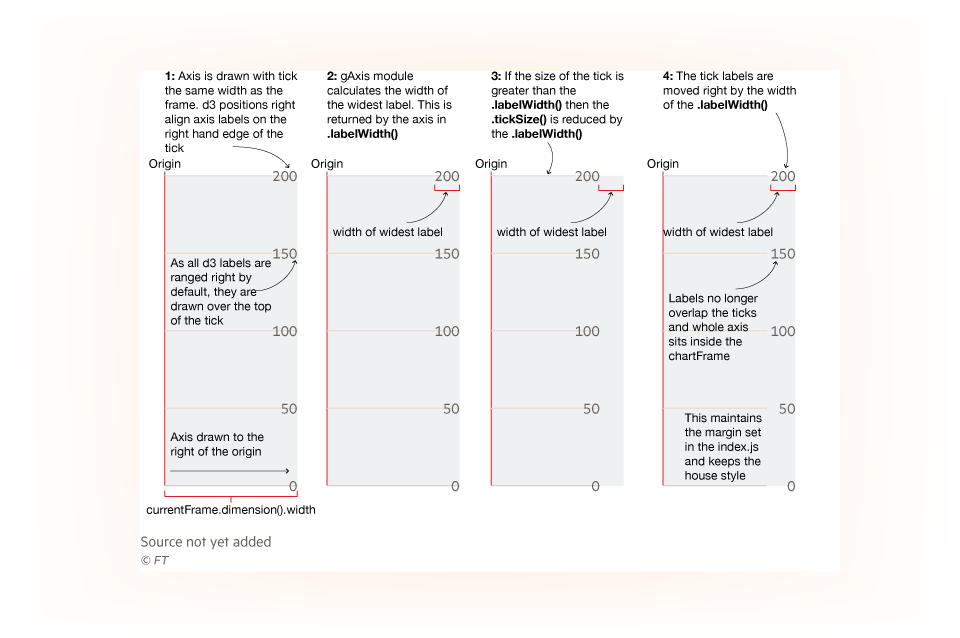 1: Axis is drawn with tick
the same width as the
frame. d3 positions right
align axis labels on the
right hand edge of the
tick
Origin
200
150
As all d3 labels are
ranged right by
default, they are
drawn over the top
of the tick
100
50
Axis drawn to the
right of the origin
0
currentFrame.dimension().width
2: gAxis module
calculates the width of
the widest label. This is
returned by the axis in
.labelWidth()
Origin
200
width of widest label
150
100
50
0
3: If the size of the tick is
greater than the
.labelWidth() then the
.tickSize() is reduced by
the .labelWidth()
Origin
200
width of widest label
150
100
50
0
4: The tick labels are
moved right by the width
of the .labelWidth()
Origin
200
width of widest label
150
Labels no longer
overlap the ticks
and whole axis
sits inside the
chartFrame
100
50
This maintains
the margin set
in the index.js
and keeps the
house style
0
Source not yet added
© FT